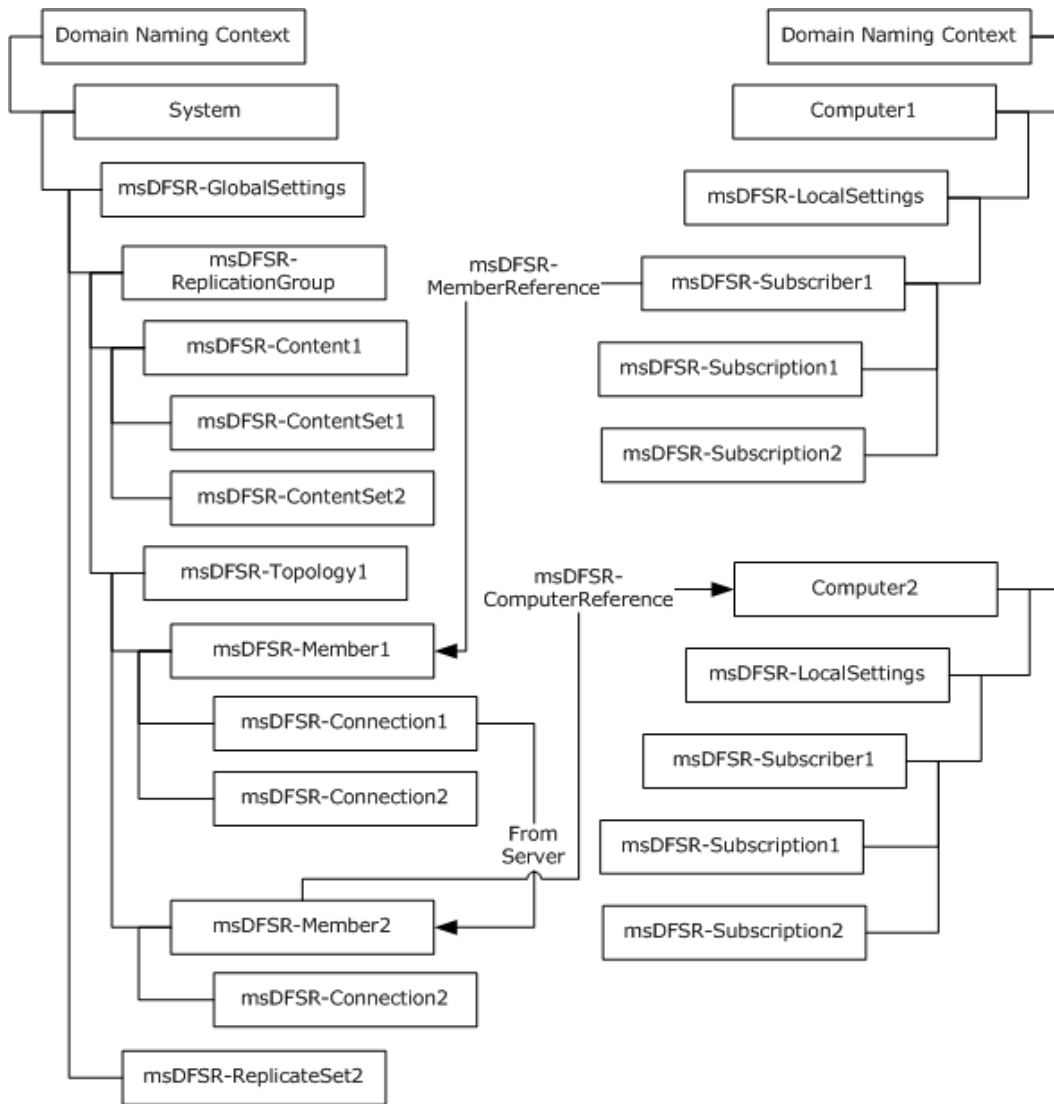 Domain Naming Context
System
msDFSR-GlobalSettings
msDFSR-
ReplicationGroup
msDFSR-Content1
msDFSR-ContentSet1
msDFSR-ContentSet2
msDFSR-Topology1
msDFSR-Member1
msDFSR-Connection1
msDFSR-Connection2
msDFSR-Member2
msDFSR-Connection2
msDFSR-ReplicateSet2
msDFSR-
MemberReference
msDFSR-
ComputerReference
From
Server
Domain Naming Context
Computer1
msDFSR-LocalSettings
msDFSR-Subscriber1
msDFSR-Subscription1
msDFSR-Subscription2
Computer2
msDFSR-LocalSettings
msDFSR-Subscriber1
msDFSR-Subscription1
msDFSR-Subscription2